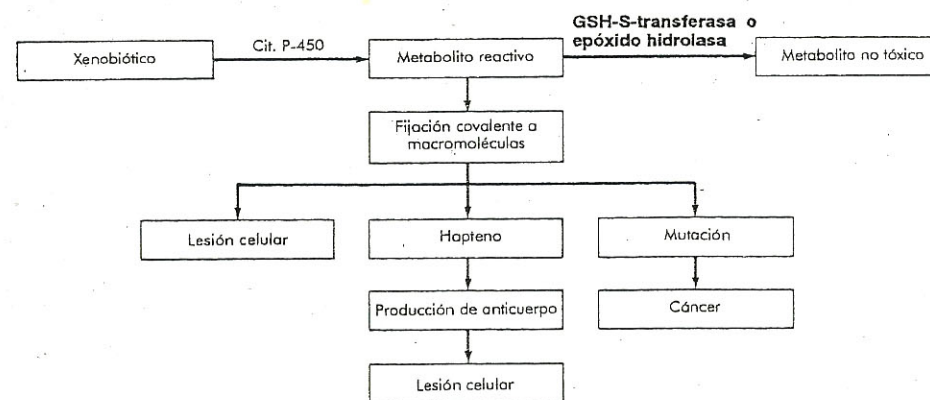 GSH-S-transferasa o
epóxido hidrolasa
Cit. P-450
Xenobiótico
Metabolito reactivo
Metabolito no tóxico
Fijación covalente a
macromoléculas
Lesión celular
Hapteno
Mutación
Producción de anticuerpo
Cáncer
Lesión celular